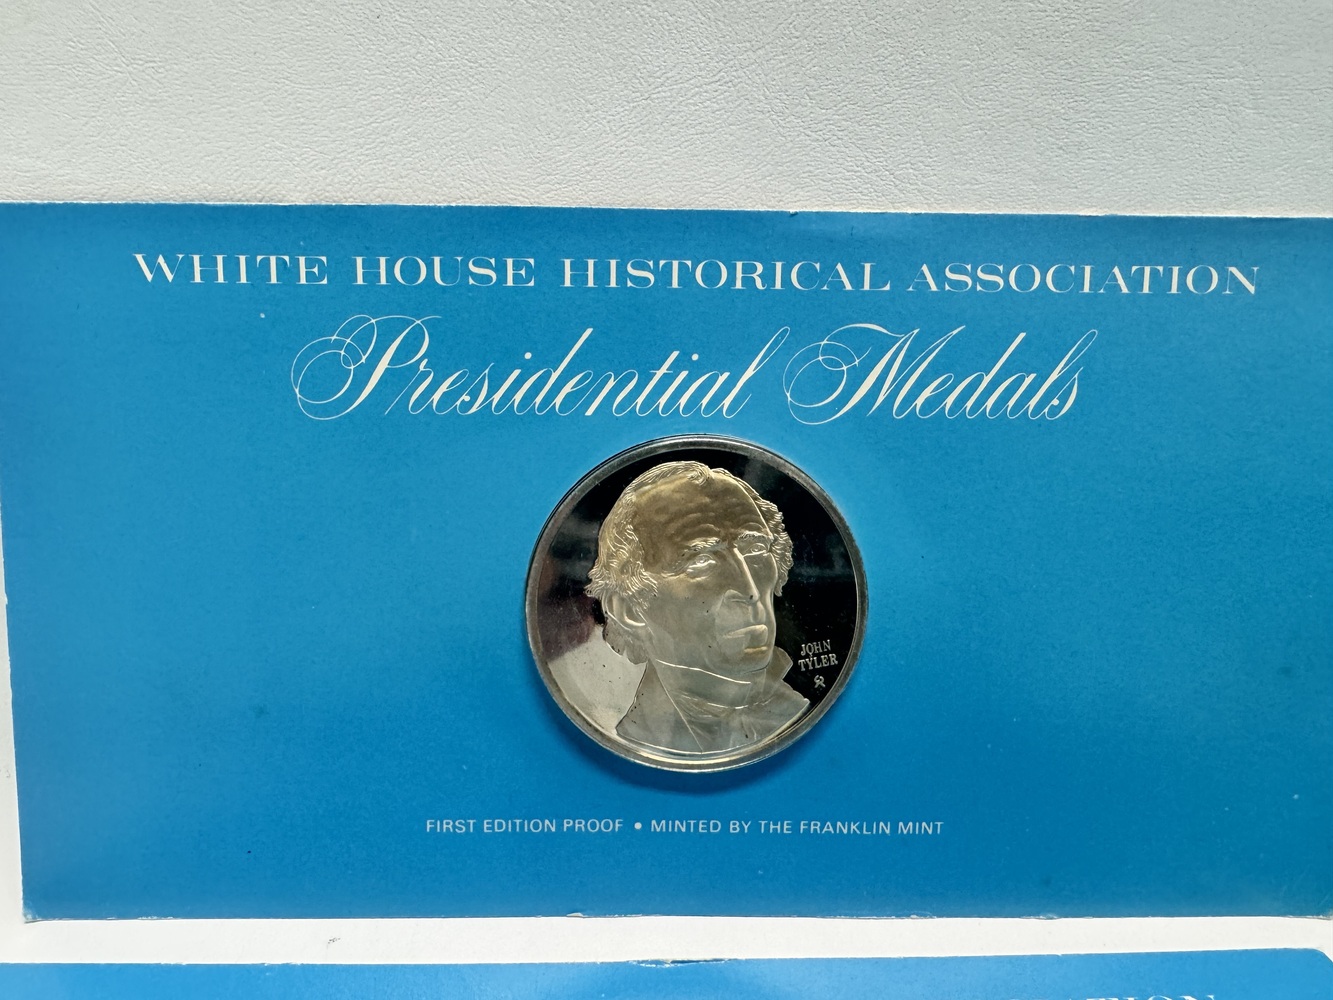 WHITE HOUSE HISTORICAL ASSOCIATION
Presidential Medals
JOHN
TYLER
FIRST EDITION PROOF • MINTED BY THE FRANKLIN MINT